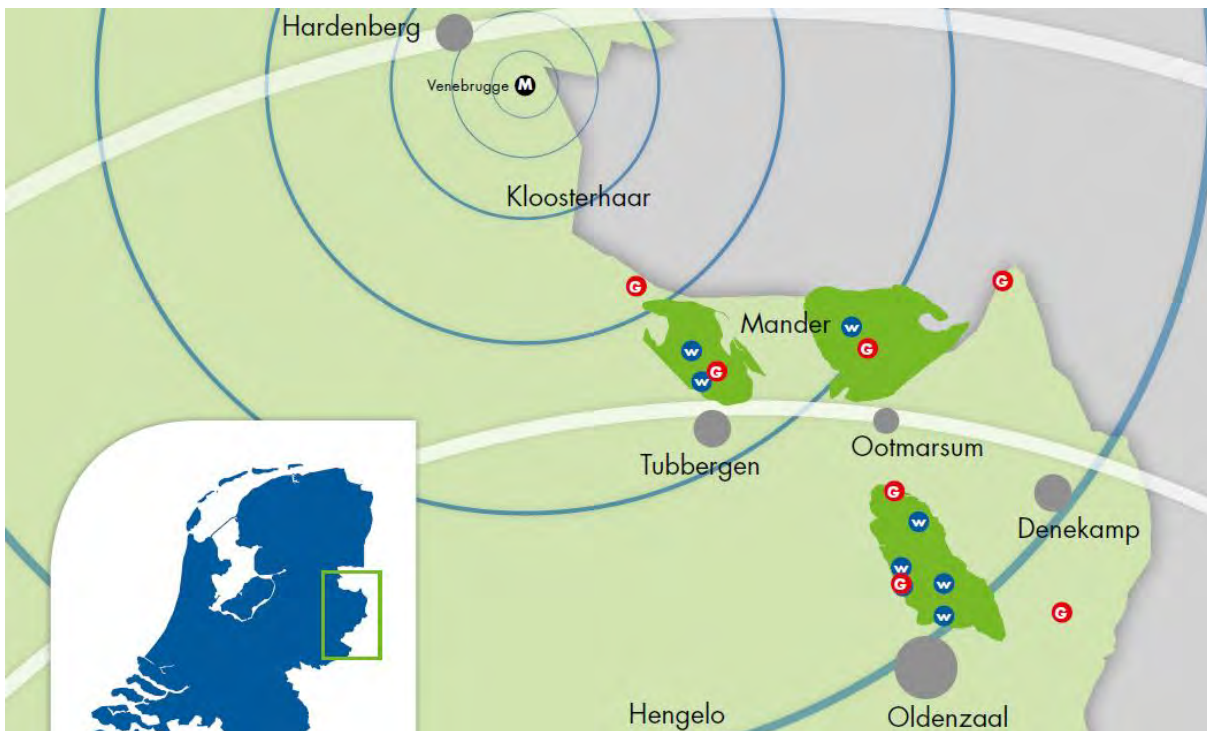 Hardenberg
Venebrugge M
Kloosterhaar
G
G
Mander
W
G
W
G
W
Ootmarsum
Tubbergen
G
W
Denekamp
W
G
W
W
G
Hengelo
Oldenzaal